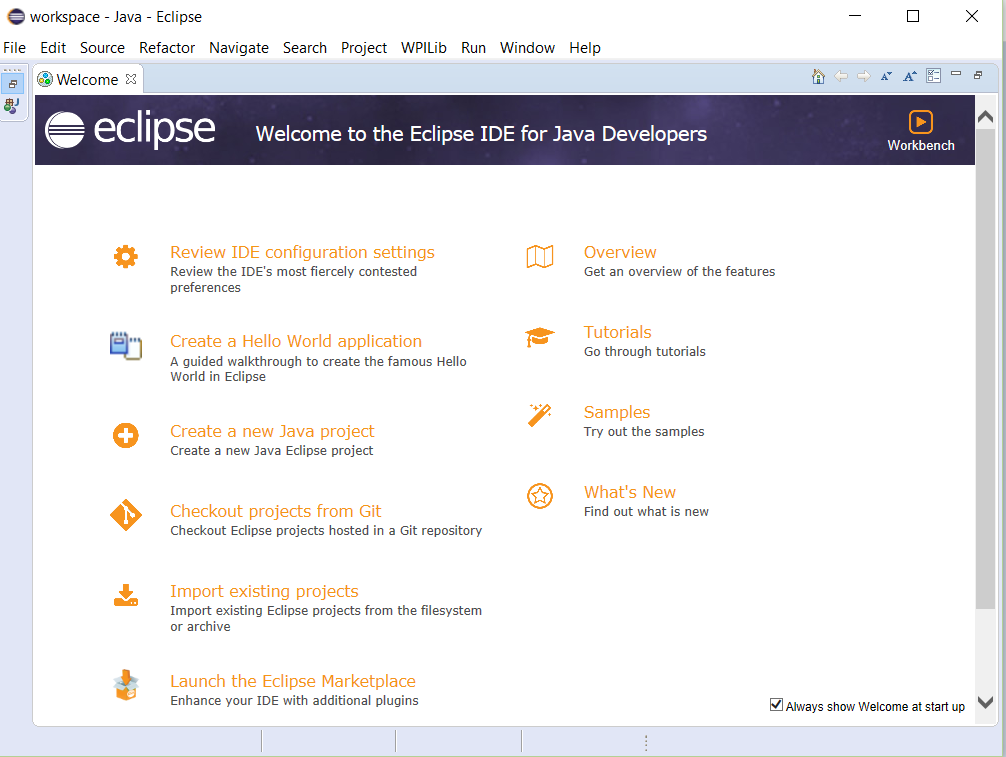 workspace - Java - Eclipse
File Edit Source Refactor Navigate Search Project WPILib Run Window Help
Welcome
eclipse
Welcome to the Eclipse IDE for Java Developers
Workbench
Review IDE configuration settings
Review the IDE's most fiercely contested
preferences
Create a Hello World application
A guided walkthrough to create the famous Hello
World in Eclipse
Create a new Java project
Create a new Java Eclipse project
Checkout projects from Git
Checkout Eclipse projects hosted in a Git repository
Import existing projects
Import existing Eclipse projects from the filesystem
or archive
Launch the Eclipse Marketplace
Enhance your IDE with additional plugins
Overview
Get an overview of the features
Tutorials
Go through tutorials
Samples
Try out the samples
What's New
Find out what is new
Always show Welcome at start up